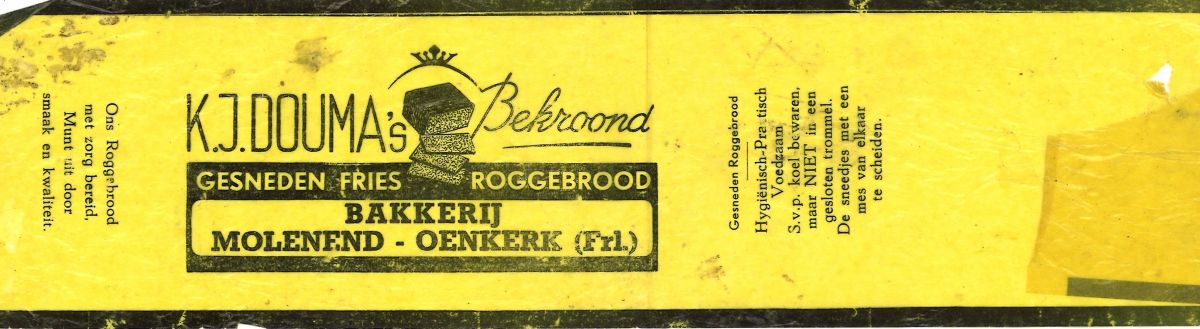 Ons Roggebrood
met zorg bereid,
Munt uit door
smaak en kwaliteit.
K.J. DOUMA's Bekroond
GESNEDEN FRIES ROGGEBROOD
BAKKERIJ
MOLENEND - OENKERK (Frl.)
Gesneden Roggebrood
Hygiënisch-Practisch
Voedzaam
S.v.p. koel bewaren,
maar NIET in een
gesloten trommel.
De sneedjes met een
mes van elkaar
te scheiden.